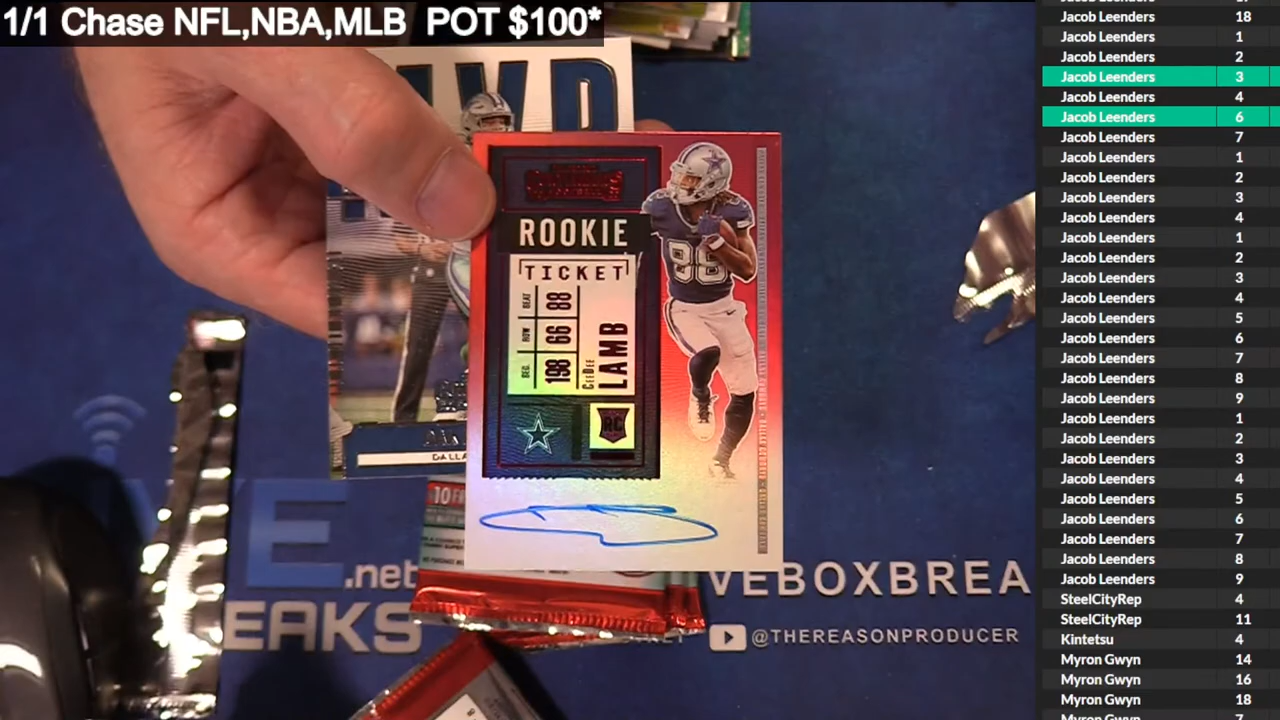 1/1 Chase NFL,NBA,MLB POT $100*
ROOKIE
TICKET
SEAT 88
ROW 66
SEC. 198
CeeDee
LAMB
RC
88
DALLA
10
E
.net
EAKS
VEBOXBREA
@THEREASONPRODUCER
Jacob Leenders 18
Jacob Leenders 1
Jacob Leenders 2
Jacob Leenders 3
Jacob Leenders 4
Jacob Leenders 6
Jacob Leenders 7
Jacob Leenders 1
Jacob Leenders 2
Jacob Leenders 3
Jacob Leenders 4
Jacob Leenders 1
Jacob Leenders 2
Jacob Leenders 3
Jacob Leenders 4
Jacob Leenders 5
Jacob Leenders 6
Jacob Leenders 7
Jacob Leenders 8
Jacob Leenders 9
Jacob Leenders 1
Jacob Leenders 2
Jacob Leenders 3
Jacob Leenders 4
Jacob Leenders 5
Jacob Leenders 6
Jacob Leenders 7
Jacob Leenders 8
Jacob Leenders 9
SteelCityRep 4
SteelCityRep 11
Kintetsu 4
Myron Gwyn 14
Myron Gwyn 16
Myron Gwyn 18
Myron Gwyn 7